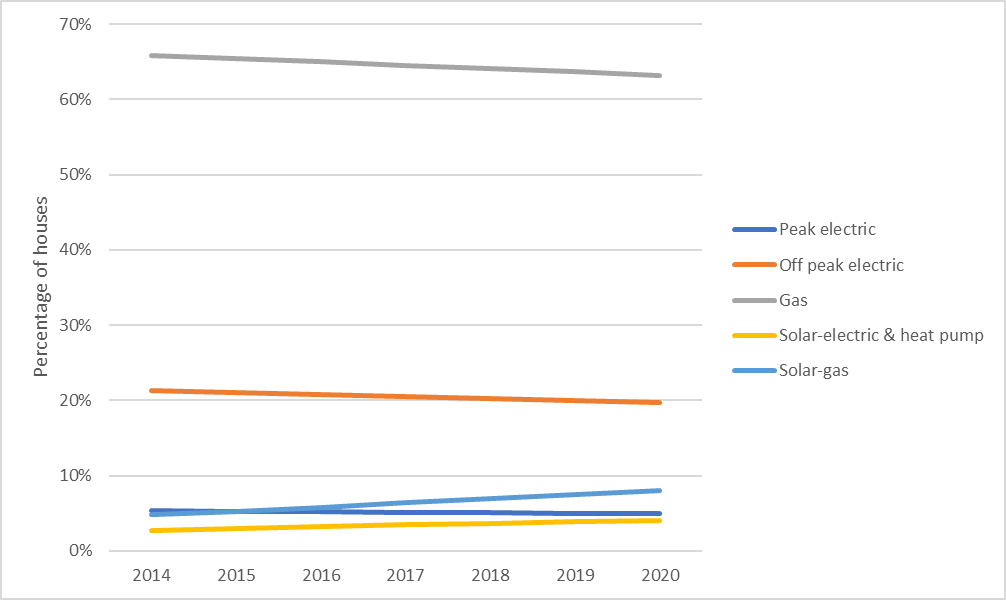 70%
60%
50%
40%
30%
20%
10%
0%
Percentage of houses
2014 2015 2016 2017 2018 2019 2020
Peak electric
Off peak electric
Gas
Solar-electric & heat pump
Solar-gas